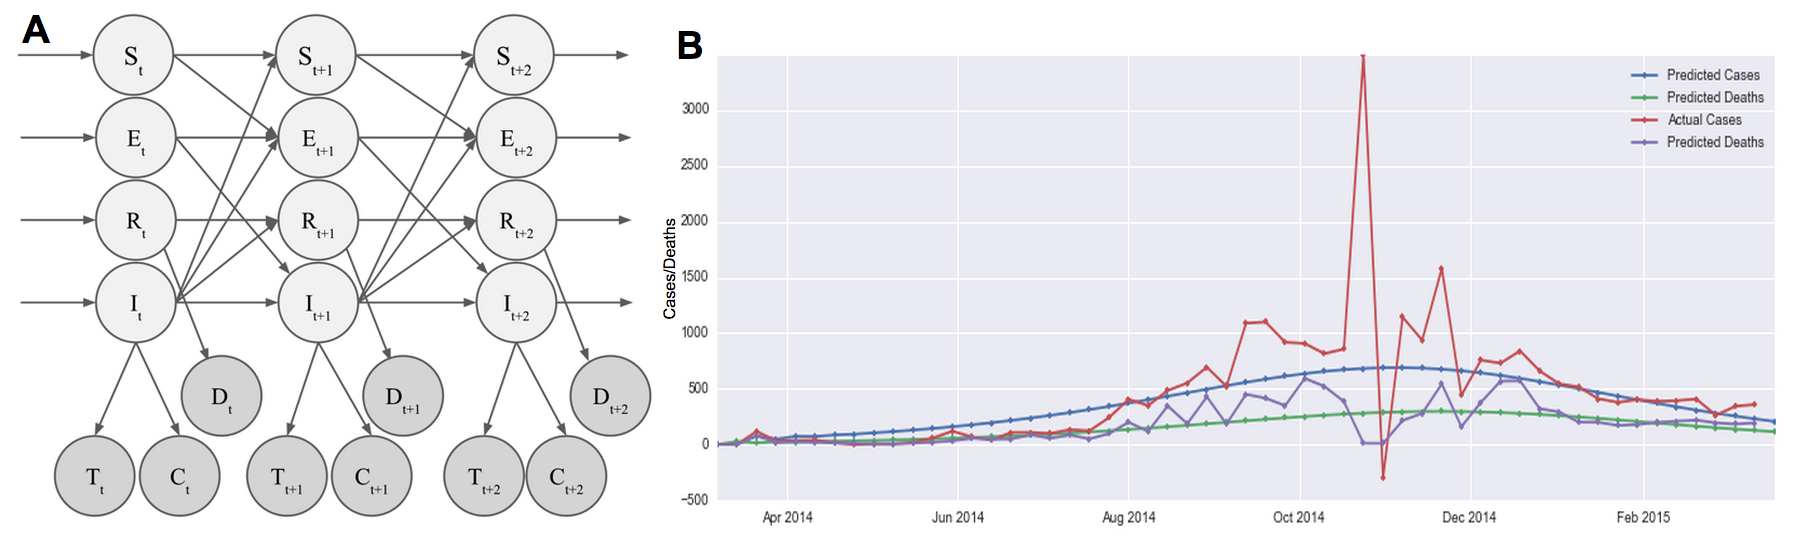 A
S t
S t+1
S t+2
E t
E t+1
E t+2
R t
R t+1
R t+2
I t
I t+1
I t+2
D t
D t+1
D t+2
T t
C t
T t+1
C t+1
T t+2
C t+2
B
Predicted Cases
Predicted Deaths
Actual Cases
Predicted Deaths
Cases/Deaths
3000
2500
2000
1500
1000
500
0
−500
Apr 2014
Jun 2014
Aug 2014
Oct 2014
Dec 2014
Feb 2015